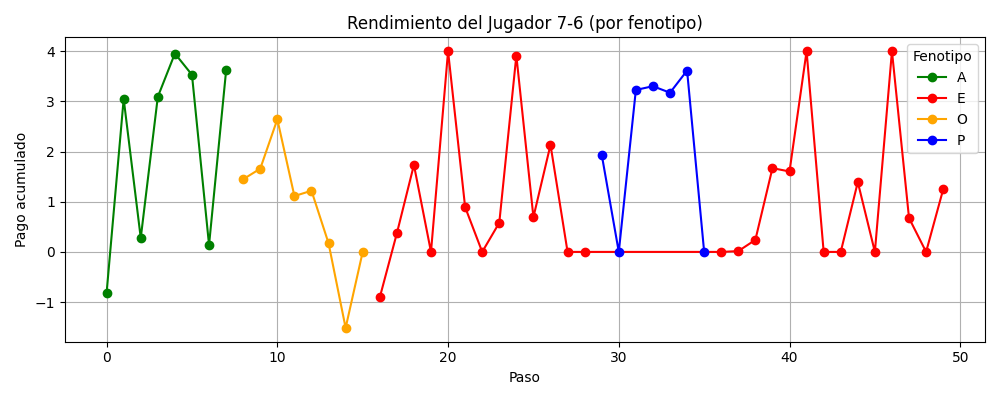 Rendimiento del Jugador 7-6 (por fenotipo)
Pago acumulado
4
3
2
1
0
−1
Fenotipo
A
E
O
P
0 10 20 30 40 50
Paso